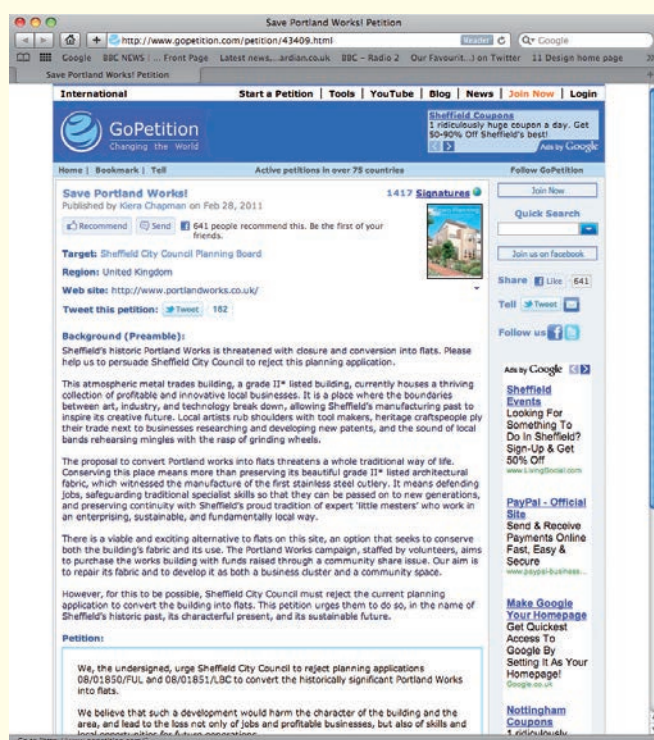 Save Portland Works! Petition
http://www.gopetition.com/petition/43409.html
Reader
Google
Google BBC NEWS | ... Front Page Latest news,...ardian.co.uk BBC – Radio 2 Our Favourit...) on Twitter 11 Design home page
Save Portland Works! Petition
International
Start a Petition | Tools | YouTube | Blog | News | Join Now | Login
GoPetition
Changing the World
Sheffield Coupons
1 ridiculously huge coupon a day. Get
50-90% Off Sheffield's best!
Ads by Google
Home | Bookmark | Tell
Active petitions in over 75 countries
Follow GoPetition
Save Portland Works!
1417 Signatures
Published by Kiera Chapman on Feb 28, 2011
Recommend Send 641 people recommend this. Be the first of your
friends.
Target: Sheffield City Council Planning
Board
Region: United Kingdom
Web site: http://www.portlandworks.co.uk/
Tweet this petition: Tweet 182
Background (Preamble):
Sheffield's historic Portland Works is threatened with closure and conversion into flats. Please
help us to persuade Sheffield City Council to reject this planning application.
This atmospheric metal trades building, a grade II* listed building, currently houses a thriving
collection of profitable and innovative local businesses. It is a place where the boundaries
between art, industry, and technology break down, allowing Sheffield's manufacturing past to
inspire its creative future. Local artists rub shoulders with tool makers, heritage craftspeople ply
their trade next to businesses researching and developing new patents, and the sound of local
bands rehearsing mingles with the rasp of grinding wheels.
The proposal to convert Portland works into flats threatens a whole traditional way of life.
Conserving this place means more than preserving its beautiful grade II* listed architectural
fabric, which witnessed the manufacture of the first stainless steel cutlery. It means defending
jobs, safeguarding traditional specialist skills so that they can be passed on to new generations,
and preserving continuity with Sheffield's proud tradition of expert 'little mesters' who work in
an enterprising, sustainable, and fundamentally local way.
There is a viable and exciting alternative to flats on this site, an option that seeks to conserve
both the building's fabric and its use. The Portland Works campaign, staffed by volunteers, aims
to purchase the works building with funds raised through a community share issue. Our aim is
to repair its fabric and to develop it as both a business cluster and a community space.
However, for this to be possible, Sheffield City Council must reject the current planning
application to convert the building into flats. This petition urges them to do so, in the name of
Sheffield's historic past, its characterful present, and its sustainable future.
Petition:
We, the undersigned, urge Sheffield City Council to reject planning applications
08/01850/FUL and 08/01851/LBC to convert the historically significant Portland Works
into flats.
We believe that such a development would harm the character of the building and the
area, and lead to the loss not only of jobs and profitable businesses, but also of skills and
local opportunities for future generations.
Join Now
Quick Search
Join us on facebook
Share Like 641
Tell Tweet
Follow us
Ads by Google
Sheffield
Events
Looking For
Something To
Do In Sheffield?
Sign-Up & Get
50% Off
www.LivingSocial.com
PayPal - Official
Site
Send & Receive
Payments Online
Fast, Easy &
Secure
www.paypal-business...
Make Google
Your Homepage
Get Quickest
Access To
Google By
Setting It As Your
Homepage!
Google.co.uk
Nottingham
Coupons
1 ridiculously